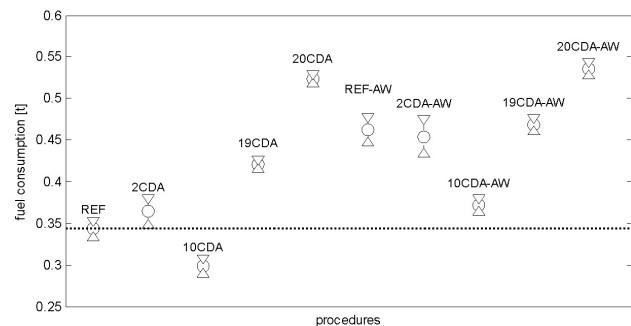 0.6
20CDA-AW
0.55
20CDA
0.5
REF-AW
2CDA-AW
19CDA-AW
fuel consumption [t]
0.45
19CDA
0.4
2CDA
10CDA-AW
REF
0.35
10CDA
0.3
0.25
procedures